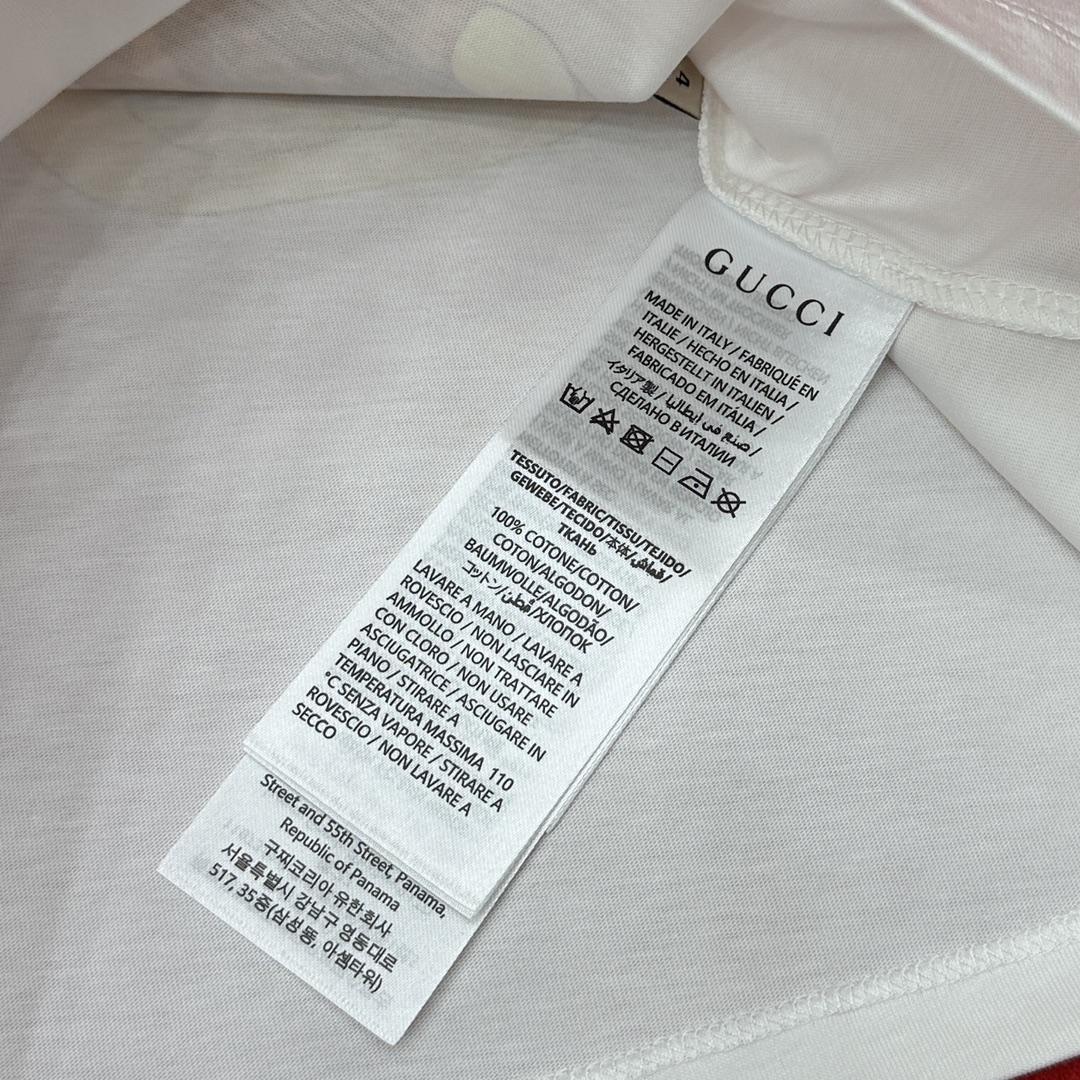 4
GUCCI
MADE IN ITALY / FABRIQUÉ EN
ITALIE / HECHO EN ITALIA /
HERGESTELLT IN ITALIEN /
FABRICADO EM ITÁLIA /
イタリア製 / صنع في ايطاليا /
СДЕЛАНО В ИТАЛИИ
TESSUTO/FABRIC/TISSU/TEJIDO/
GEWEBE/TECIDO/本体/قماش/
ТКАНЬ
100% COTONE/COTTON/
COTON/ALGODON/
BAUMWOLLE/ALGODÃO/
コットン/قطن/ХЛОПОК
LAVARE A MANO / LAVARE A
ROVESCIO / NON LASCIARE IN
AMMOLLO / NON TRATTARE
CON CLORO / NON USARE
ASCIUGATRICE / ASCIUGARE IN
PIANO / STIRARE A
TEMPERATURA MASSIMA 110
°C SENZA VAPORE / STIRARE A
ROVESCIO / NON LAVARE A
SECCO
Street and 55th Street, Panama,
Republic of Panama
구찌코리아 유한회사
서울특별시 강남구 영동대로
517, 35층(삼성동, 아셈타워)